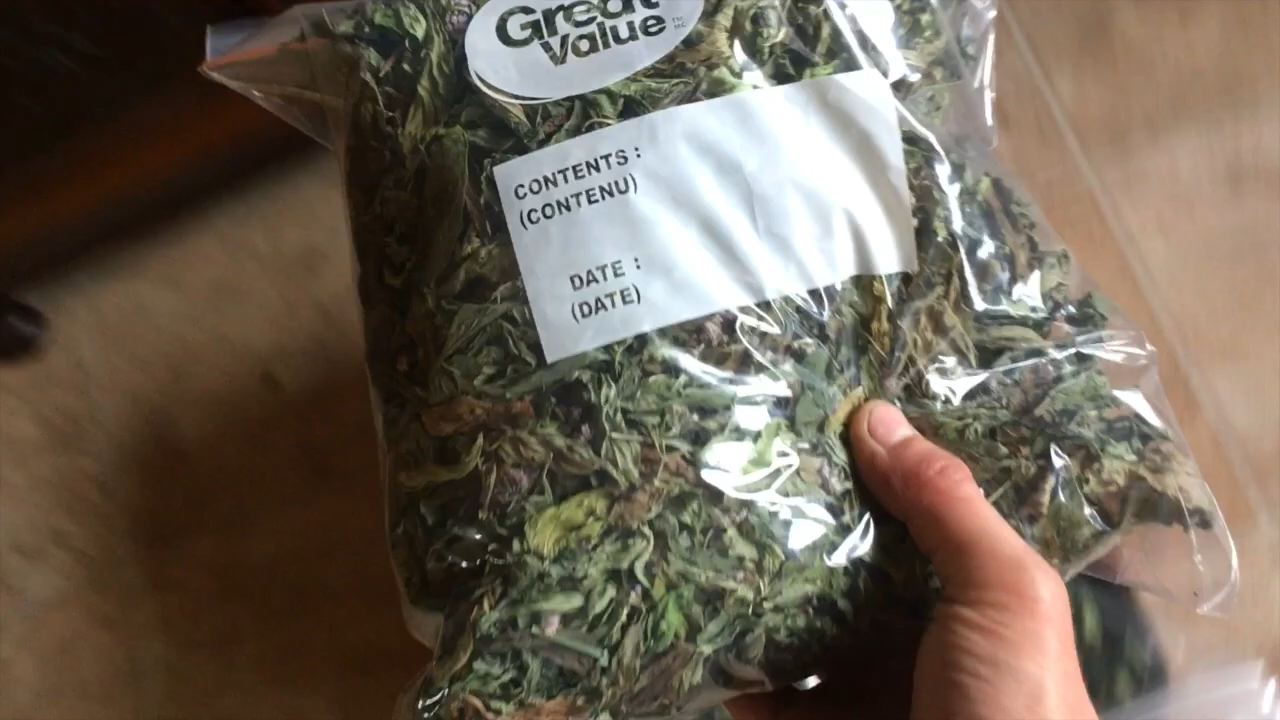 Great
Value
CONTENTS :
(CONTENU)
DATE :
(DATE)